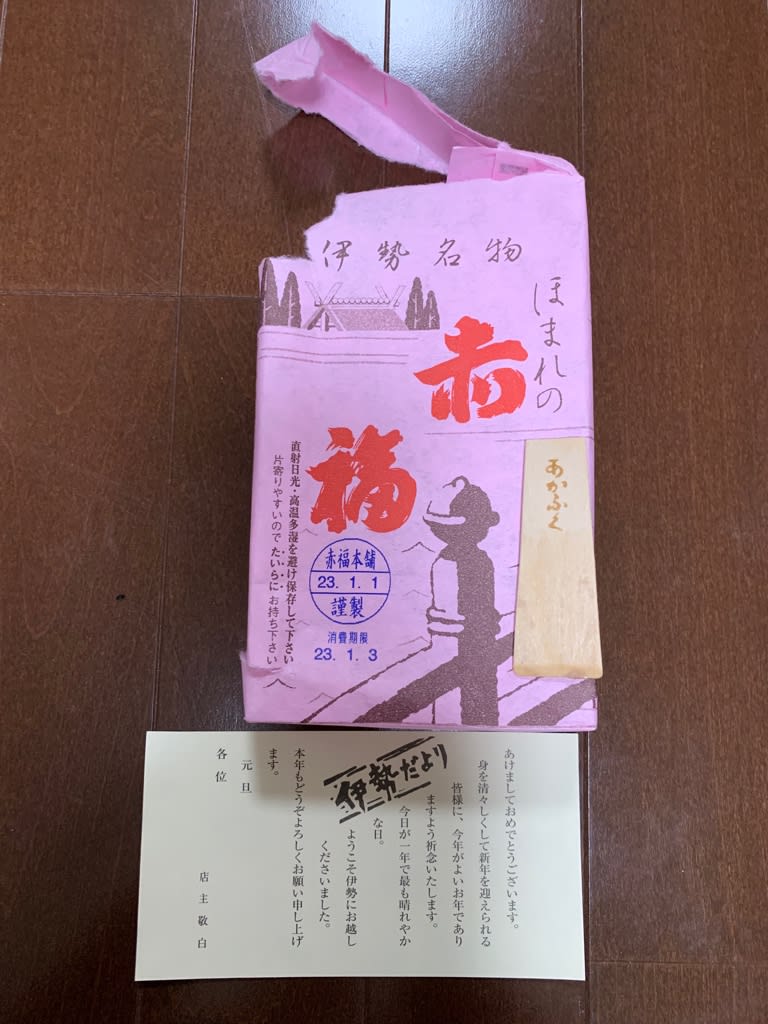 伊勢名物
ほまれの
赤
福
あかふく
直射日光・高温多湿を避け保存して下さい
片寄りやすいのでたいらにお持ち下さい
赤福本舗
23.1.1
謹製
消費期限
23.1.3
伊勢だより
あけましておめでとうございます。
身を清々しくして新年を迎えられる
皆様に、今年がよいお年であり
ますよう祈念いたします。
今日が一年で最も晴れやか
な日。
ようこそ伊勢にお越し
くださいました。
本年もどうぞよろしくお願い申し上げ
ます。
元旦
各位
店主敬白